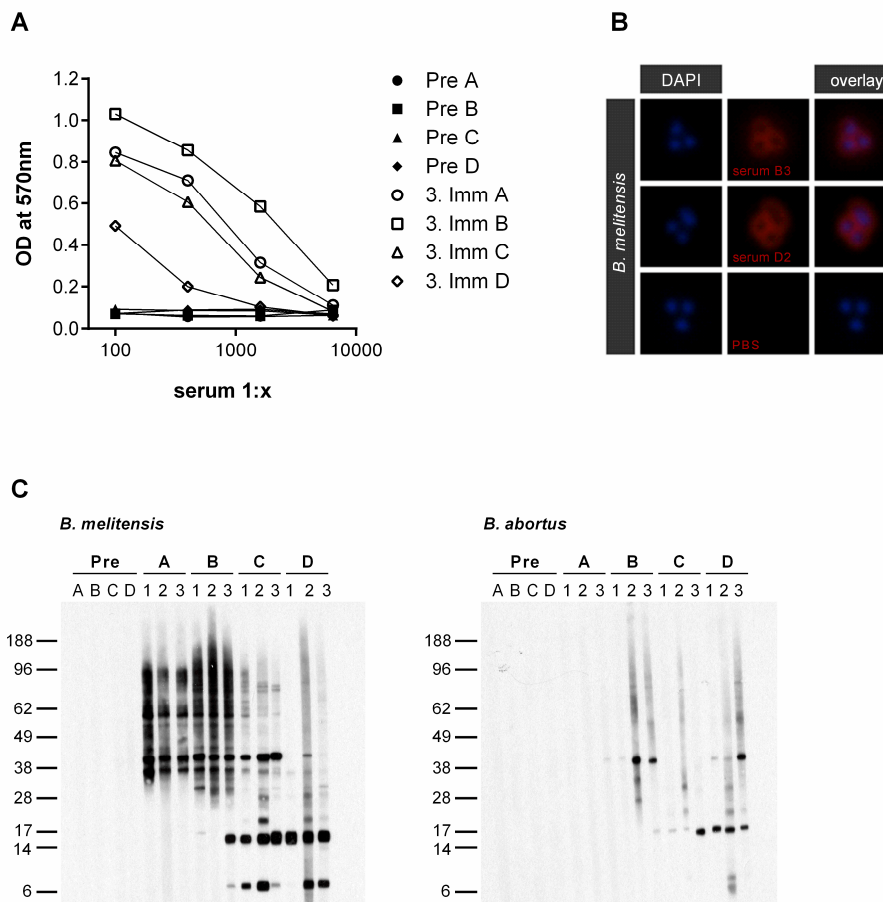 A
OD at 570nm
1.2
1.0
0.8
0.6
0.4
0.2
0.0
100 1000 10000
serum 1:x
Pre A
Pre B
Pre C
Pre D
3. Imm A
3. Imm B
3. Imm C
3. Imm D
B
DAPI overlay
B. melitensis
serum B3
serum D2
PBS
C
B. melitensis
Pre A B C D
A B C D 1 2 3 1 2 3 1 2 3 1 2 3
188
96
62
49
38
28
17
14
6
B. abortus
Pre A B C D
A B C D 1 2 3 1 2 3 1 2 3 1 2 3
188
96
62
49
38
28
17
14
6